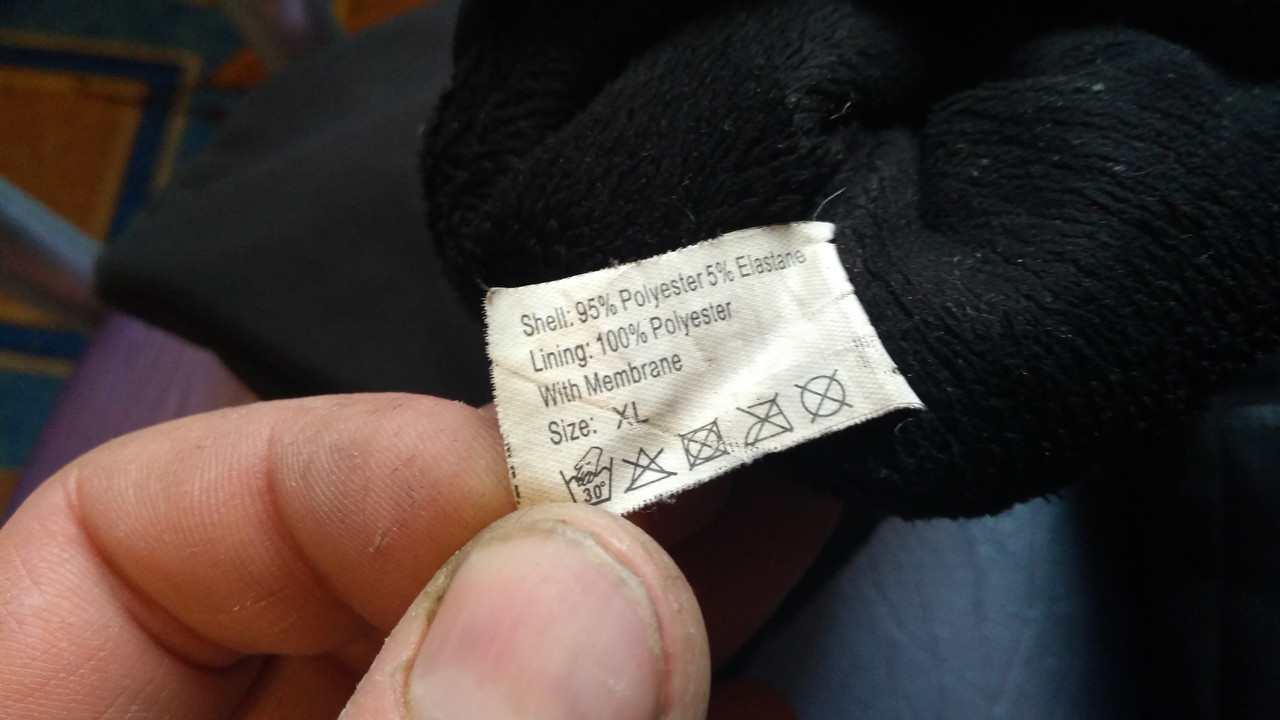 Shell: 95% Polyester 5% Elastane
Lining: 100% Polyester
With Membrane
Size: XL
30°